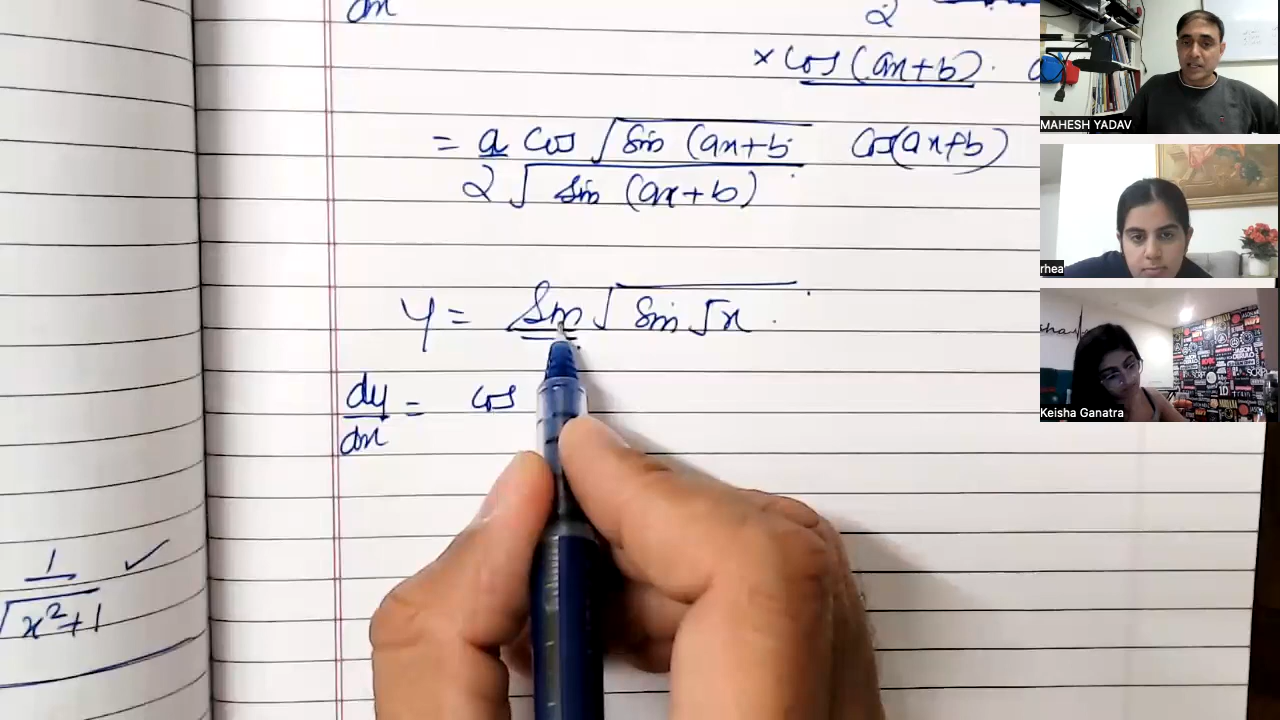 dx 2
× cos (ax+b) .
= a cos √sin (ax+b) cos(ax+b)
2 √sin (ax+b)
y = sin √sin √x .
dy/dx = cos
1
√x²+1
MAHESH YADAV
rhea
Keisha Ganatra